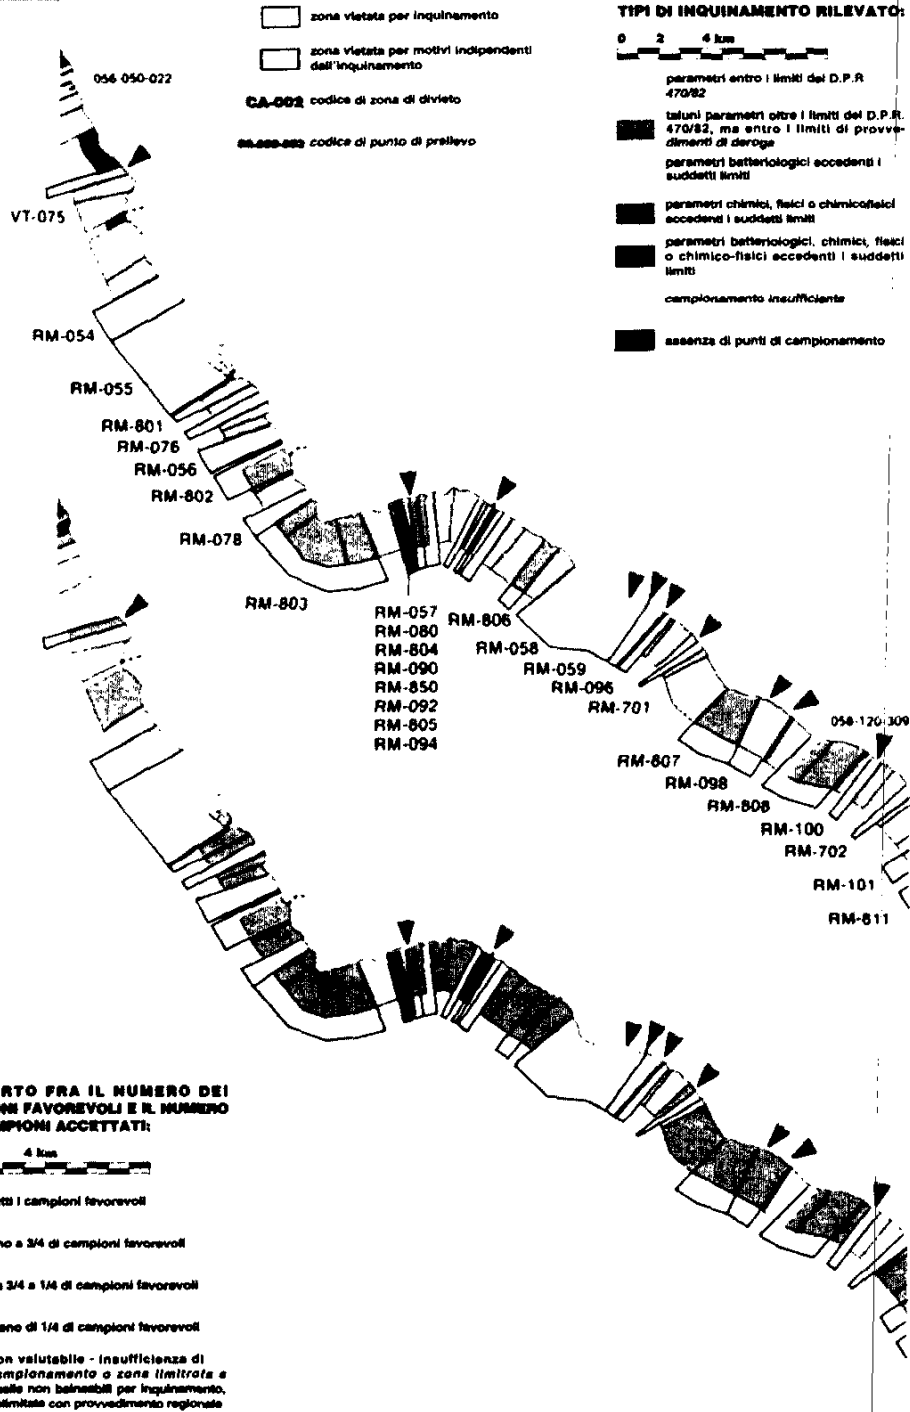 zona vietata per inquinamento
zona vietata per motivi indipendenti
dall'inquinamento
CA-002 codice di zona di divieto
codice di punto di prelievo
TIPI DI INQUINAMENTO RILEVATO:
0 2 4 km
parametri entro i limiti del D.P.R
470/82
taluni parametri oltre i limiti del D.P.R.
470/82, ma entro i limiti di provve-
dimenti di deroga
parametri batteriologici eccedenti i
suddetti limiti
parametri chimici, fisici o chimicofisici
eccedenti i suddetti limiti
parametri batteriologici, chimici, fisici
o chimico-fisici eccedenti i suddetti
limiti
campionamento insufficiente
assenza di punti di campionamento
056-050-022
VT-075
RM-054
RM-055
RM-801
RM-076
RM-056
RM-802
RM-078
RM-803
RM-057
RM-080
RM-804
RM-090
RM-850
RM-092
RM-805
RM-094
RM-806
RM-058
RM-059
RM-096
RM-701
RM-807
RM-098
RM-808
058-120-309
RM-100
RM-702
RM-101
RM-811
RTO FRA IL NUMERO DEI
NI FAVOREVOLI E IL NUMERO
MPIONI ACCETTATI:
4 km
tti i campioni favorevoli
no a 3/4 di campioni favorevoli
a 3/4 a 1/4 di campioni favorevoli
eno di 1/4 di campioni favorevoli
on valutabile - insufficienza di
ampionamento o zona limitrofa a
uelle non balneabili per inquinamento,
elimitate con provvedimento regionale